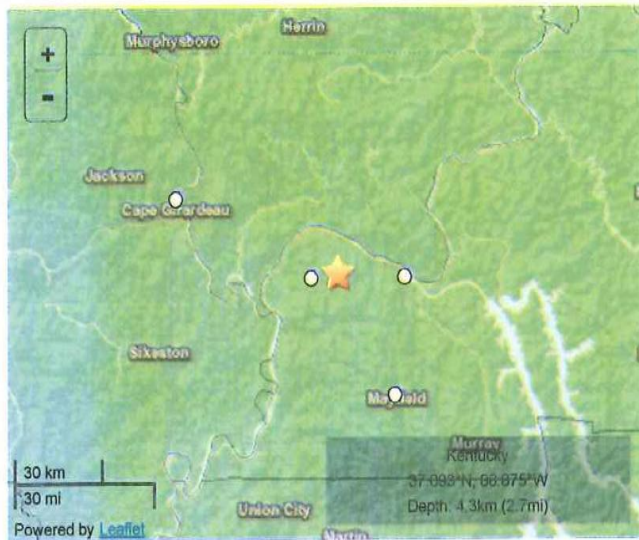 Herrin
Murphysboro
+
-
Jackson
Cape Girardeau
Sikeston
Mayfield
30 km
30 mi
Murray
Kentucky
Depth: 4.3km (2.7mi)
Union City
Powered by Leaflet
Martin